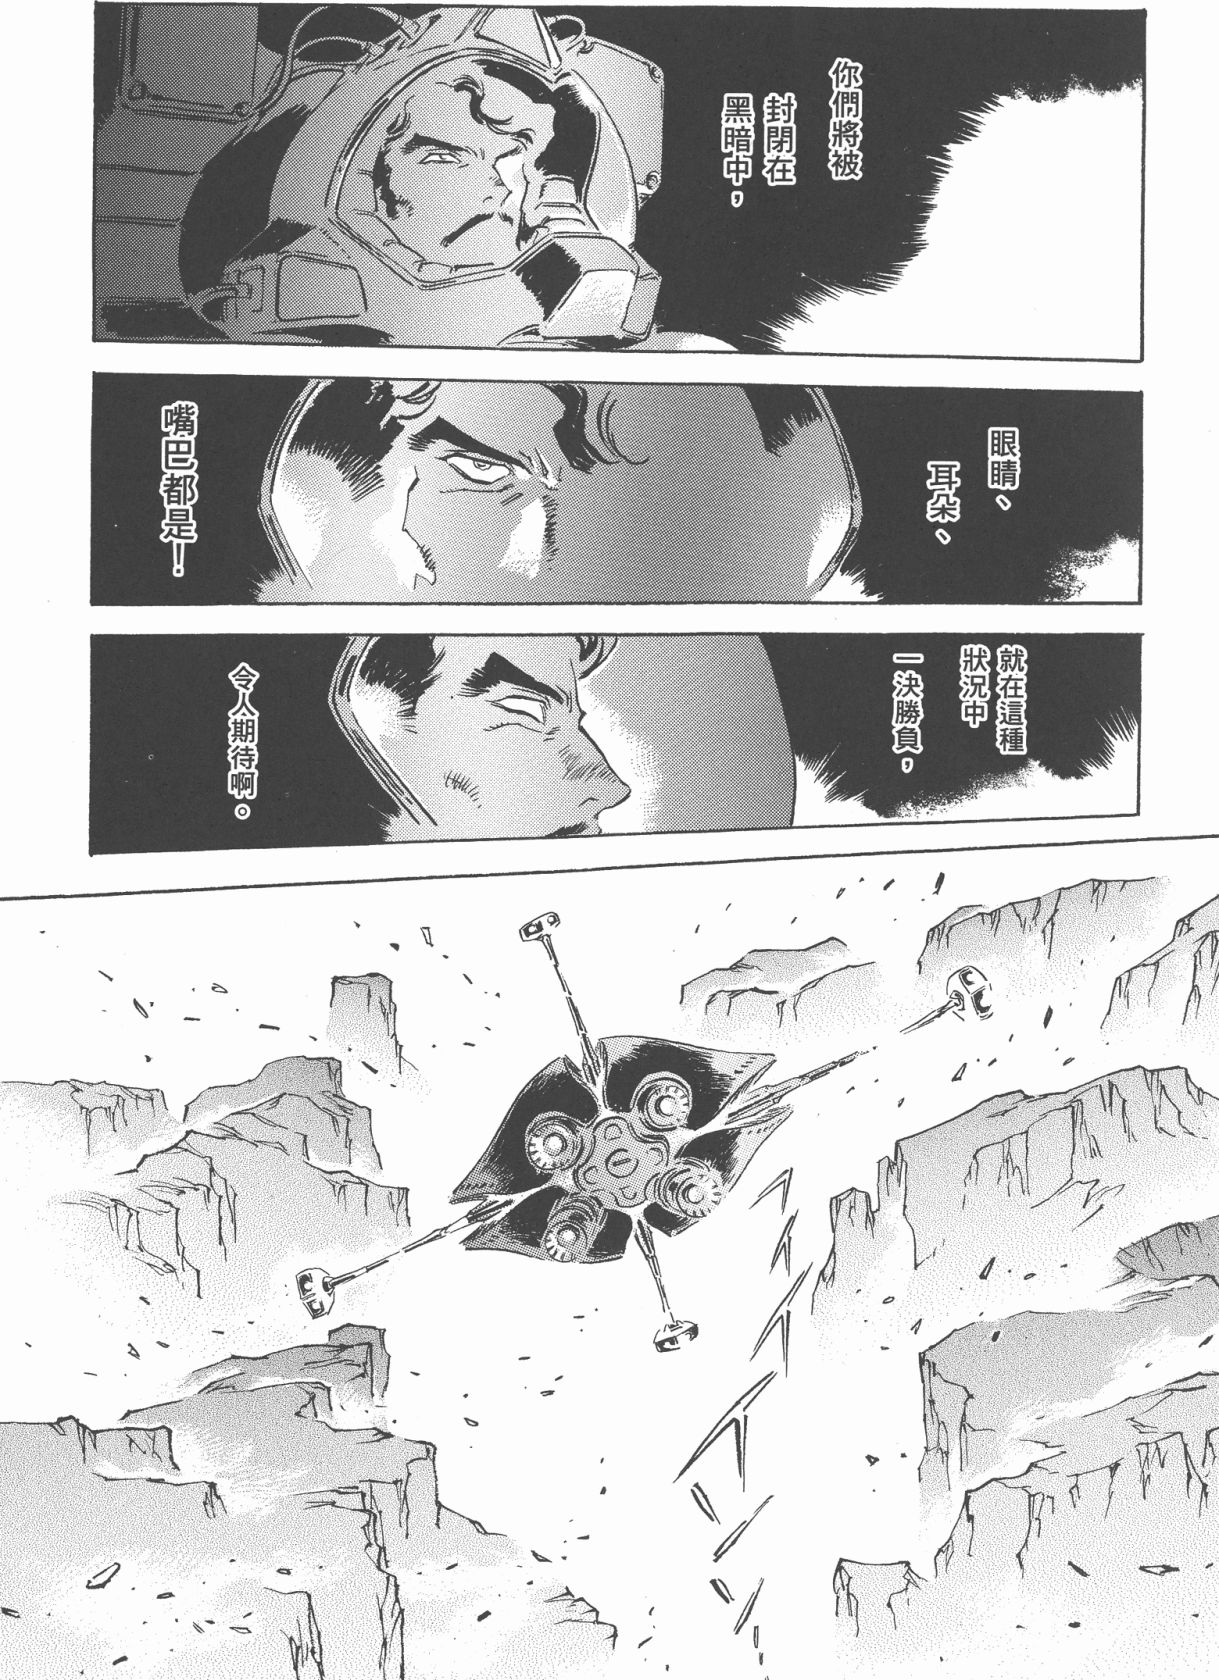 你們將被
封閉在
黑暗中，
眼睛、
耳朵、
嘴巴都是！
就在這種
狀況中
一決勝負，
令人期待啊。